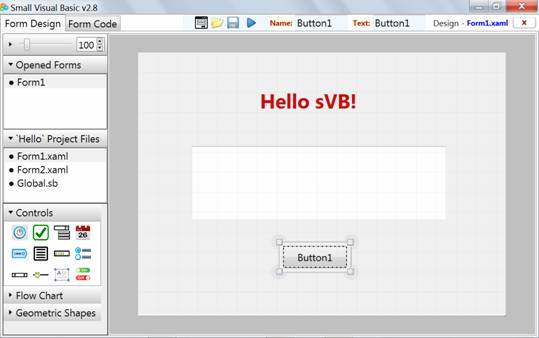 Small Visual Basic v2.8
Form Design Form Code
Name: Button1 Text: Button1 Design - Form1.xaml
100
Opened Forms
Form1
`Hello` Project Files
Form1.xaml
Form2.xaml
Global.sb
Controls
26
Flow Chart
Geometric Shapes
Hello sVB!
Button1